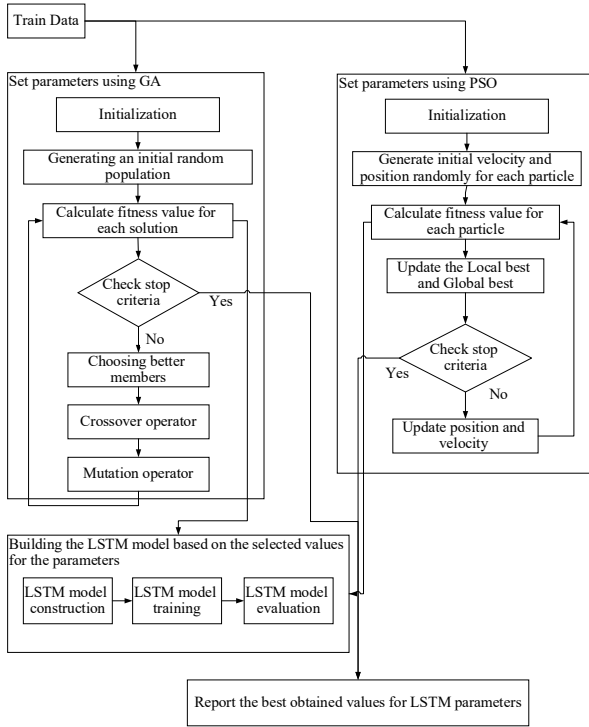 Train Data
Set parameters using GA
Initialization
Generating an initial random
population
Calculate fitness value for
each solution
Check stop
criteria
Yes
No
Choosing better
members
Crossover operator
Mutation operator
Set parameters using PSO
Initialization
Generate initial velocity and
position randomly for each particle
Calculate fitness value for
each particle
Update the Local best
and Global best
Check stop
criteria
Yes
No
Update position and
velocity
Building the LSTM model based on the selected values
for the parameters
LSTM model
construction
LSTM model
training
LSTM model
evaluation
Report the best obtained values for LSTM parameters